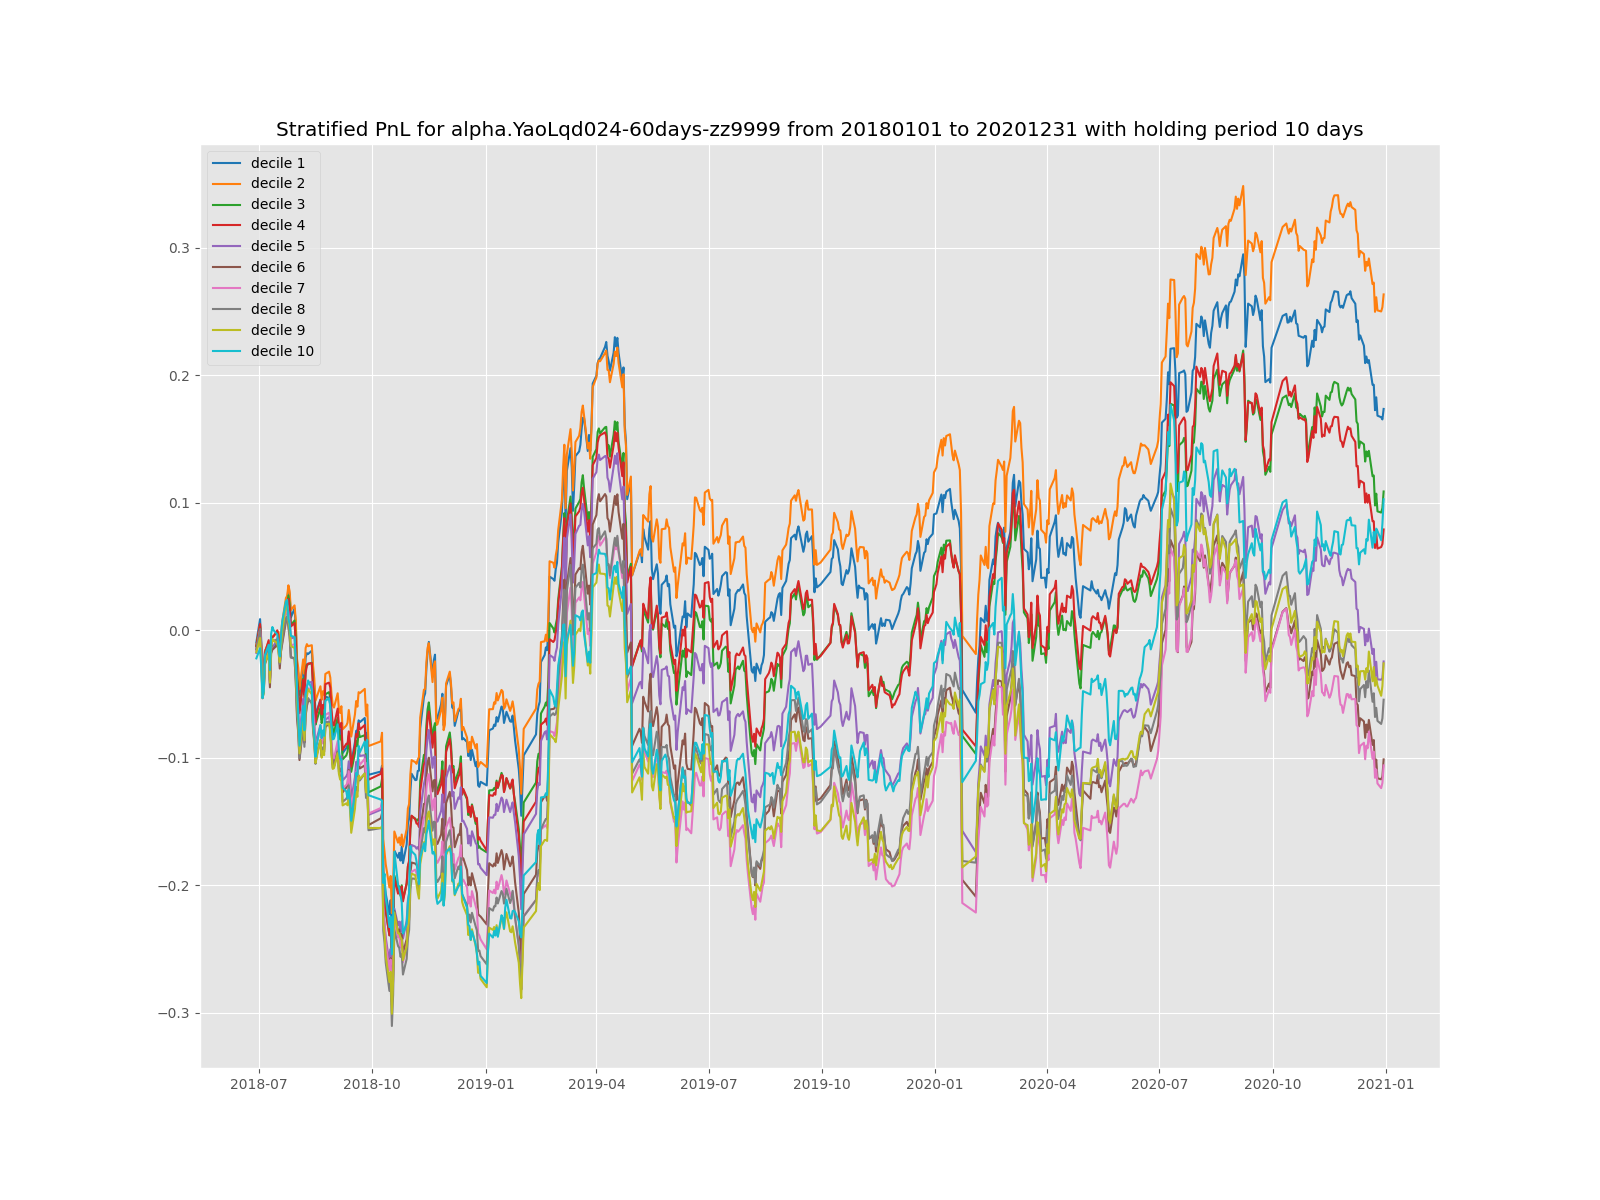 Stratified PnL for alpha.YaoLqd024-60days-zz9999 from 20180101 to 20201231 with holding period 10 days
decile 1
decile 2
decile 3
decile 4
decile 5
decile 6
decile 7
decile 8
decile 9
decile 10
0.3
0.2
0.1
0.0
−0.1
−0.2
−0.3
2018-07 2018-10 2019-01 2019-04 2019-07 2019-10 2020-01 2020-04 2020-07 2020-10 2021-01